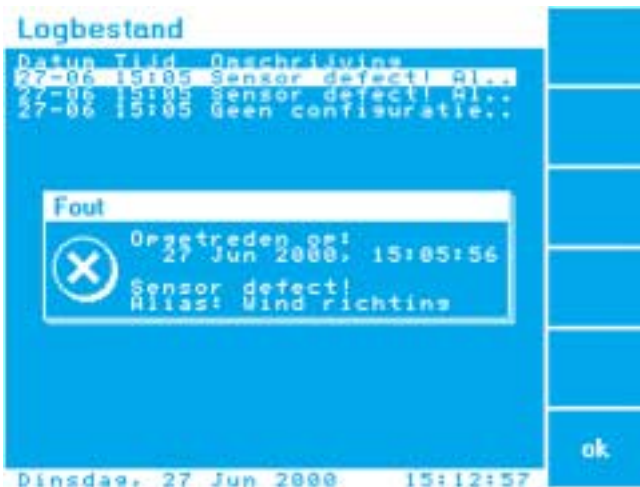 Logbestand
Datum Tijd Omschrijving
27-06 15:05 Sensor defect! Al..
27-06 15:05 Sensor defect! Al..
27-06 15:05 Geen configuratie..
Fout
Opgetreden op:
27 Jun 2000, 15:05:56
Sensor defect!
Alias: Wind richting
ok
Dinsdag, 27 Jun 2000 15:12:57